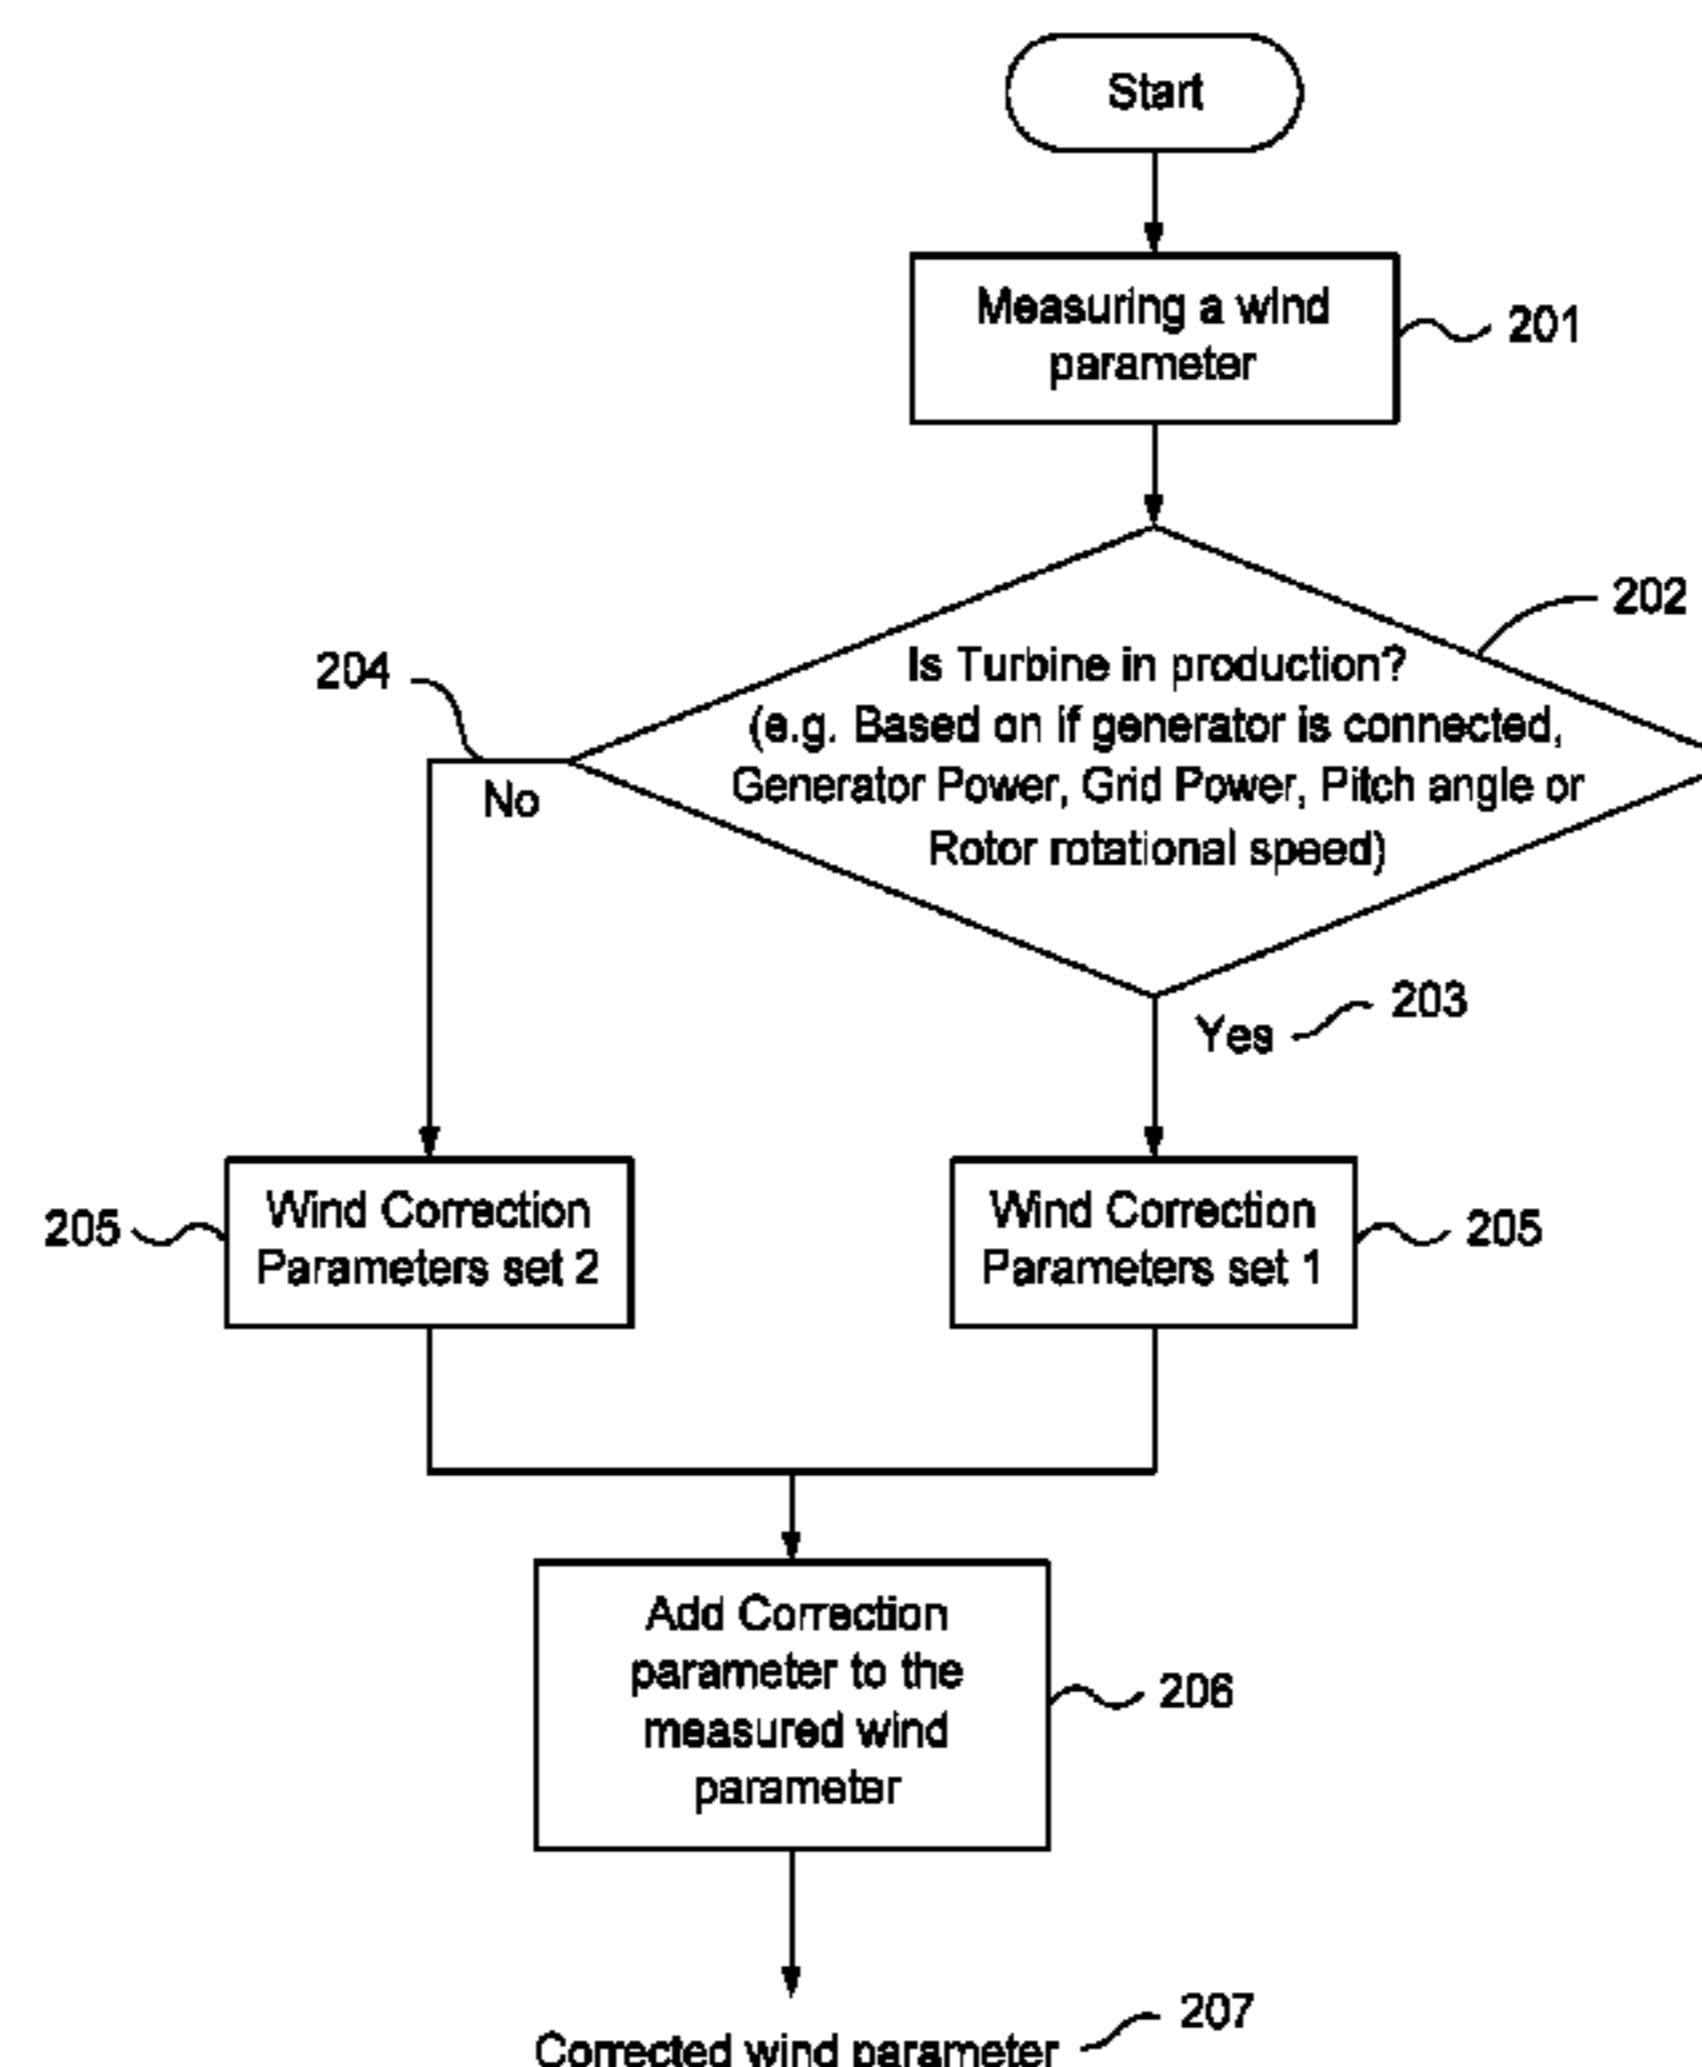 Start
Measuring a wind
parameter
201
202
204
Is Turbine in production?
(e.g. Based on if generator is connected,
Generator Power, Grid Power, Pitch angle or
Rotor rotational speed)
No
203
Yes
205
Wind Correction
Parameters set 2
Wind Correction
Parameters set 1
205
Add Correction
parameter to the
measured wind
parameter
206
207
Corrected wind parameter